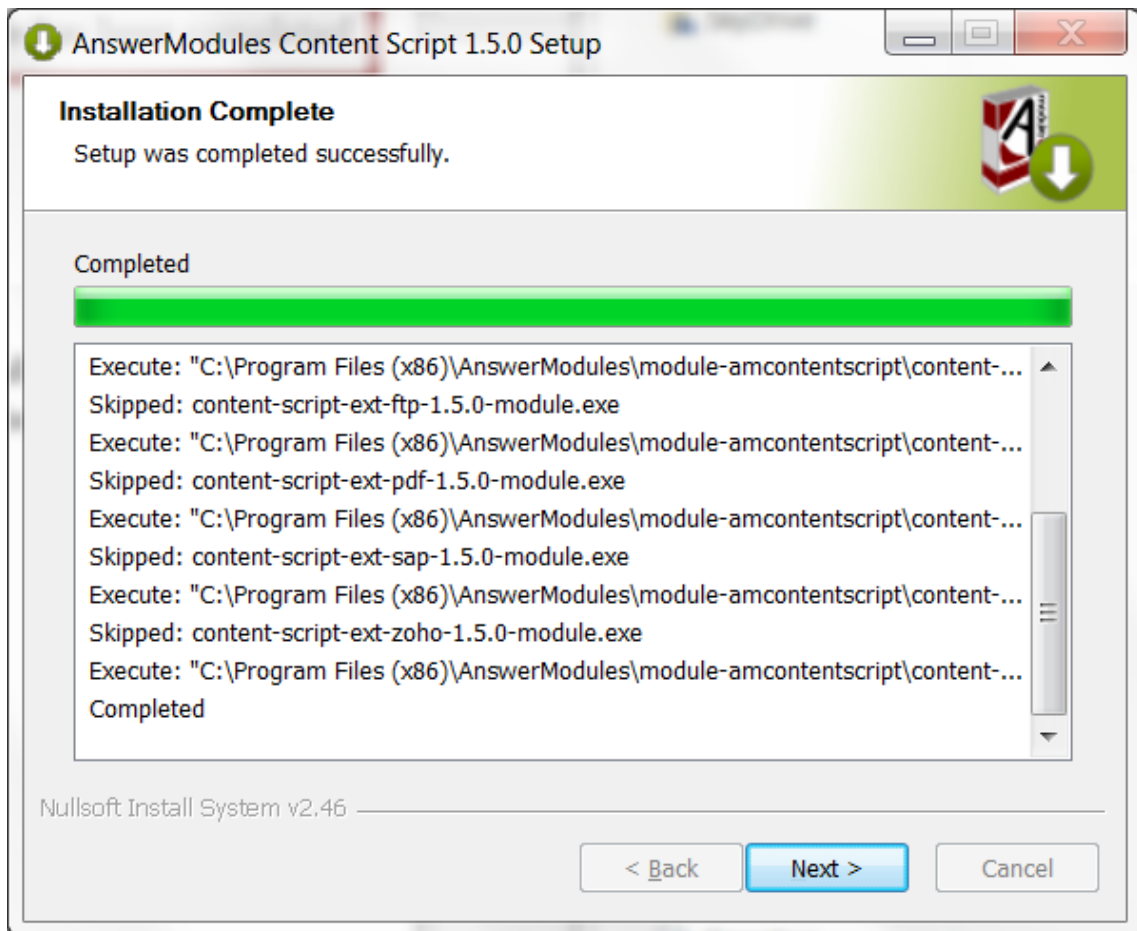 AnswerModules Content Script 1.5.0 Setup
Installation Complete
Setup was completed successfully.
Completed
Execute: "C:\Program Files (x86)\AnswerModules\module-amcontentscript\content-...
Skipped: content-script-ext-ftp-1.5.0-module.exe
Execute: "C:\Program Files (x86)\AnswerModules\module-amcontentscript\content-...
Skipped: content-script-ext-pdf-1.5.0-module.exe
Execute: "C:\Program Files (x86)\AnswerModules\module-amcontentscript\content-...
Skipped: content-script-ext-sap-1.5.0-module.exe
Execute: "C:\Program Files (x86)\AnswerModules\module-amcontentscript\content-...
Skipped: content-script-ext-zoho-1.5.0-module.exe
Execute: "C:\Program Files (x86)\AnswerModules\module-amcontentscript\content-...
Completed
Nullsoft Install System v2.46
< Back
Next >
Cancel